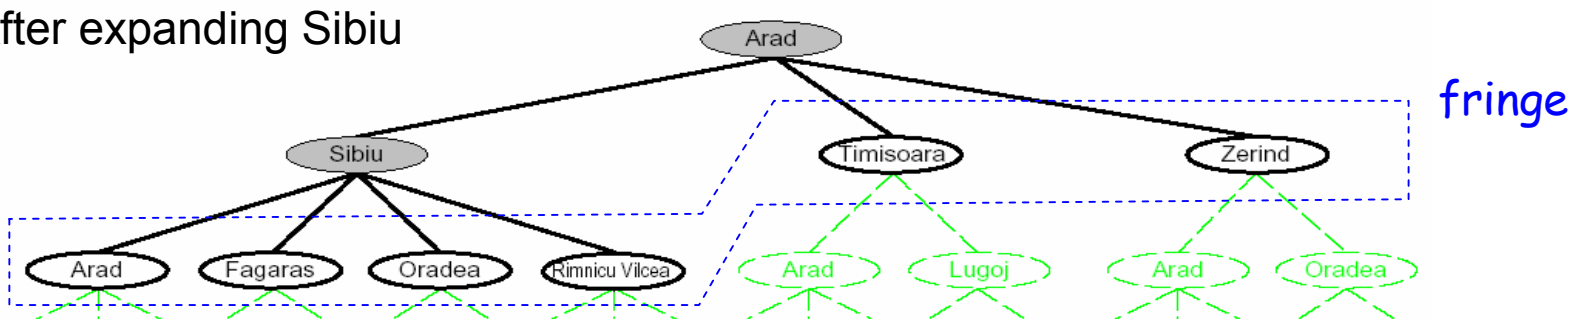 fter expanding Sibiu
Arad
fringe
Sibiu
Timisoara
Zerind
Arad
Fagaras
Oradea
Rimnicu Vilcea
Arad
Lugoj
Arad
Oradea